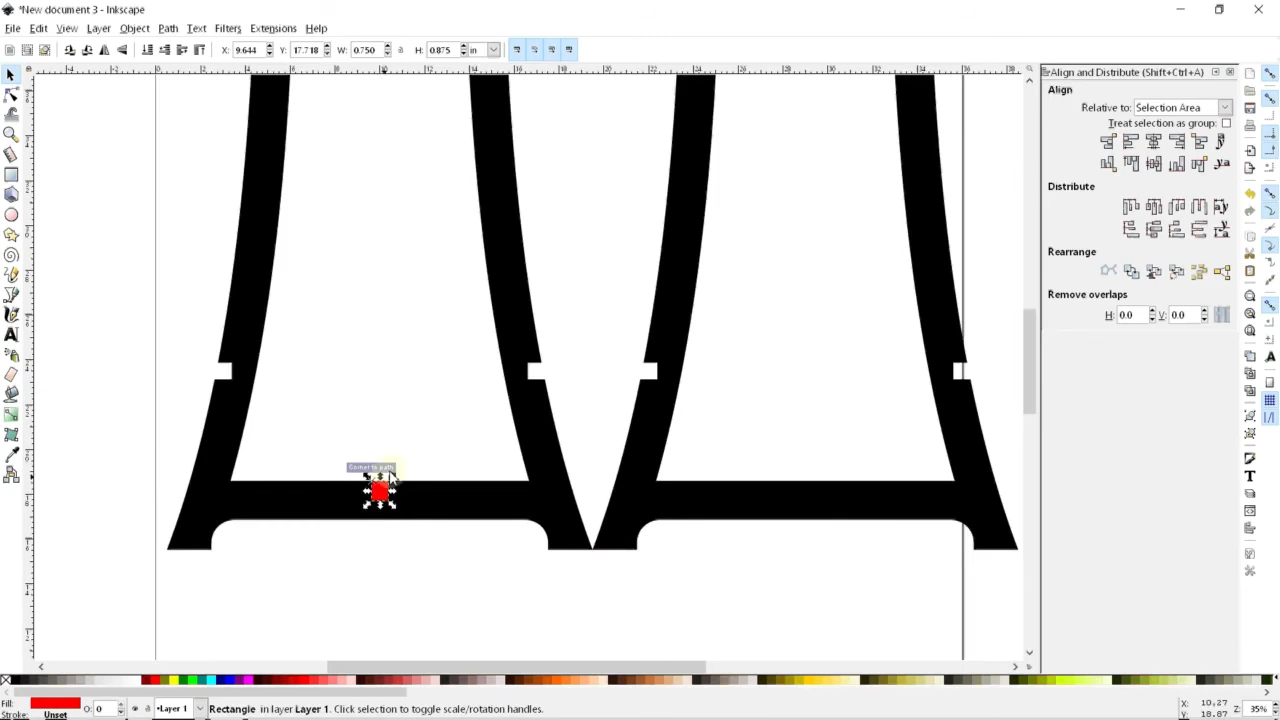 *New document 3 - Inkscape
File Edit View Layer Object Path Text Filters Extensions Help
X: 9.644 Y: 17.718 W: 0.750 H: 0.875 in
Align and Distribute (Shift+Ctrl+A)
Align
Relative to: Selection Area
Treat selection as group:
Distribute
Rearrange
Remove overlaps
H: 0.0 V: 0.0
Corner to path
Fill:
Stroke: Unset
O: 0
•Layer 1
Rectangle in layer Layer 1. Click selection to toggle scale/rotation handles.
X: 10.27
Y: 18.87
Z: 35%